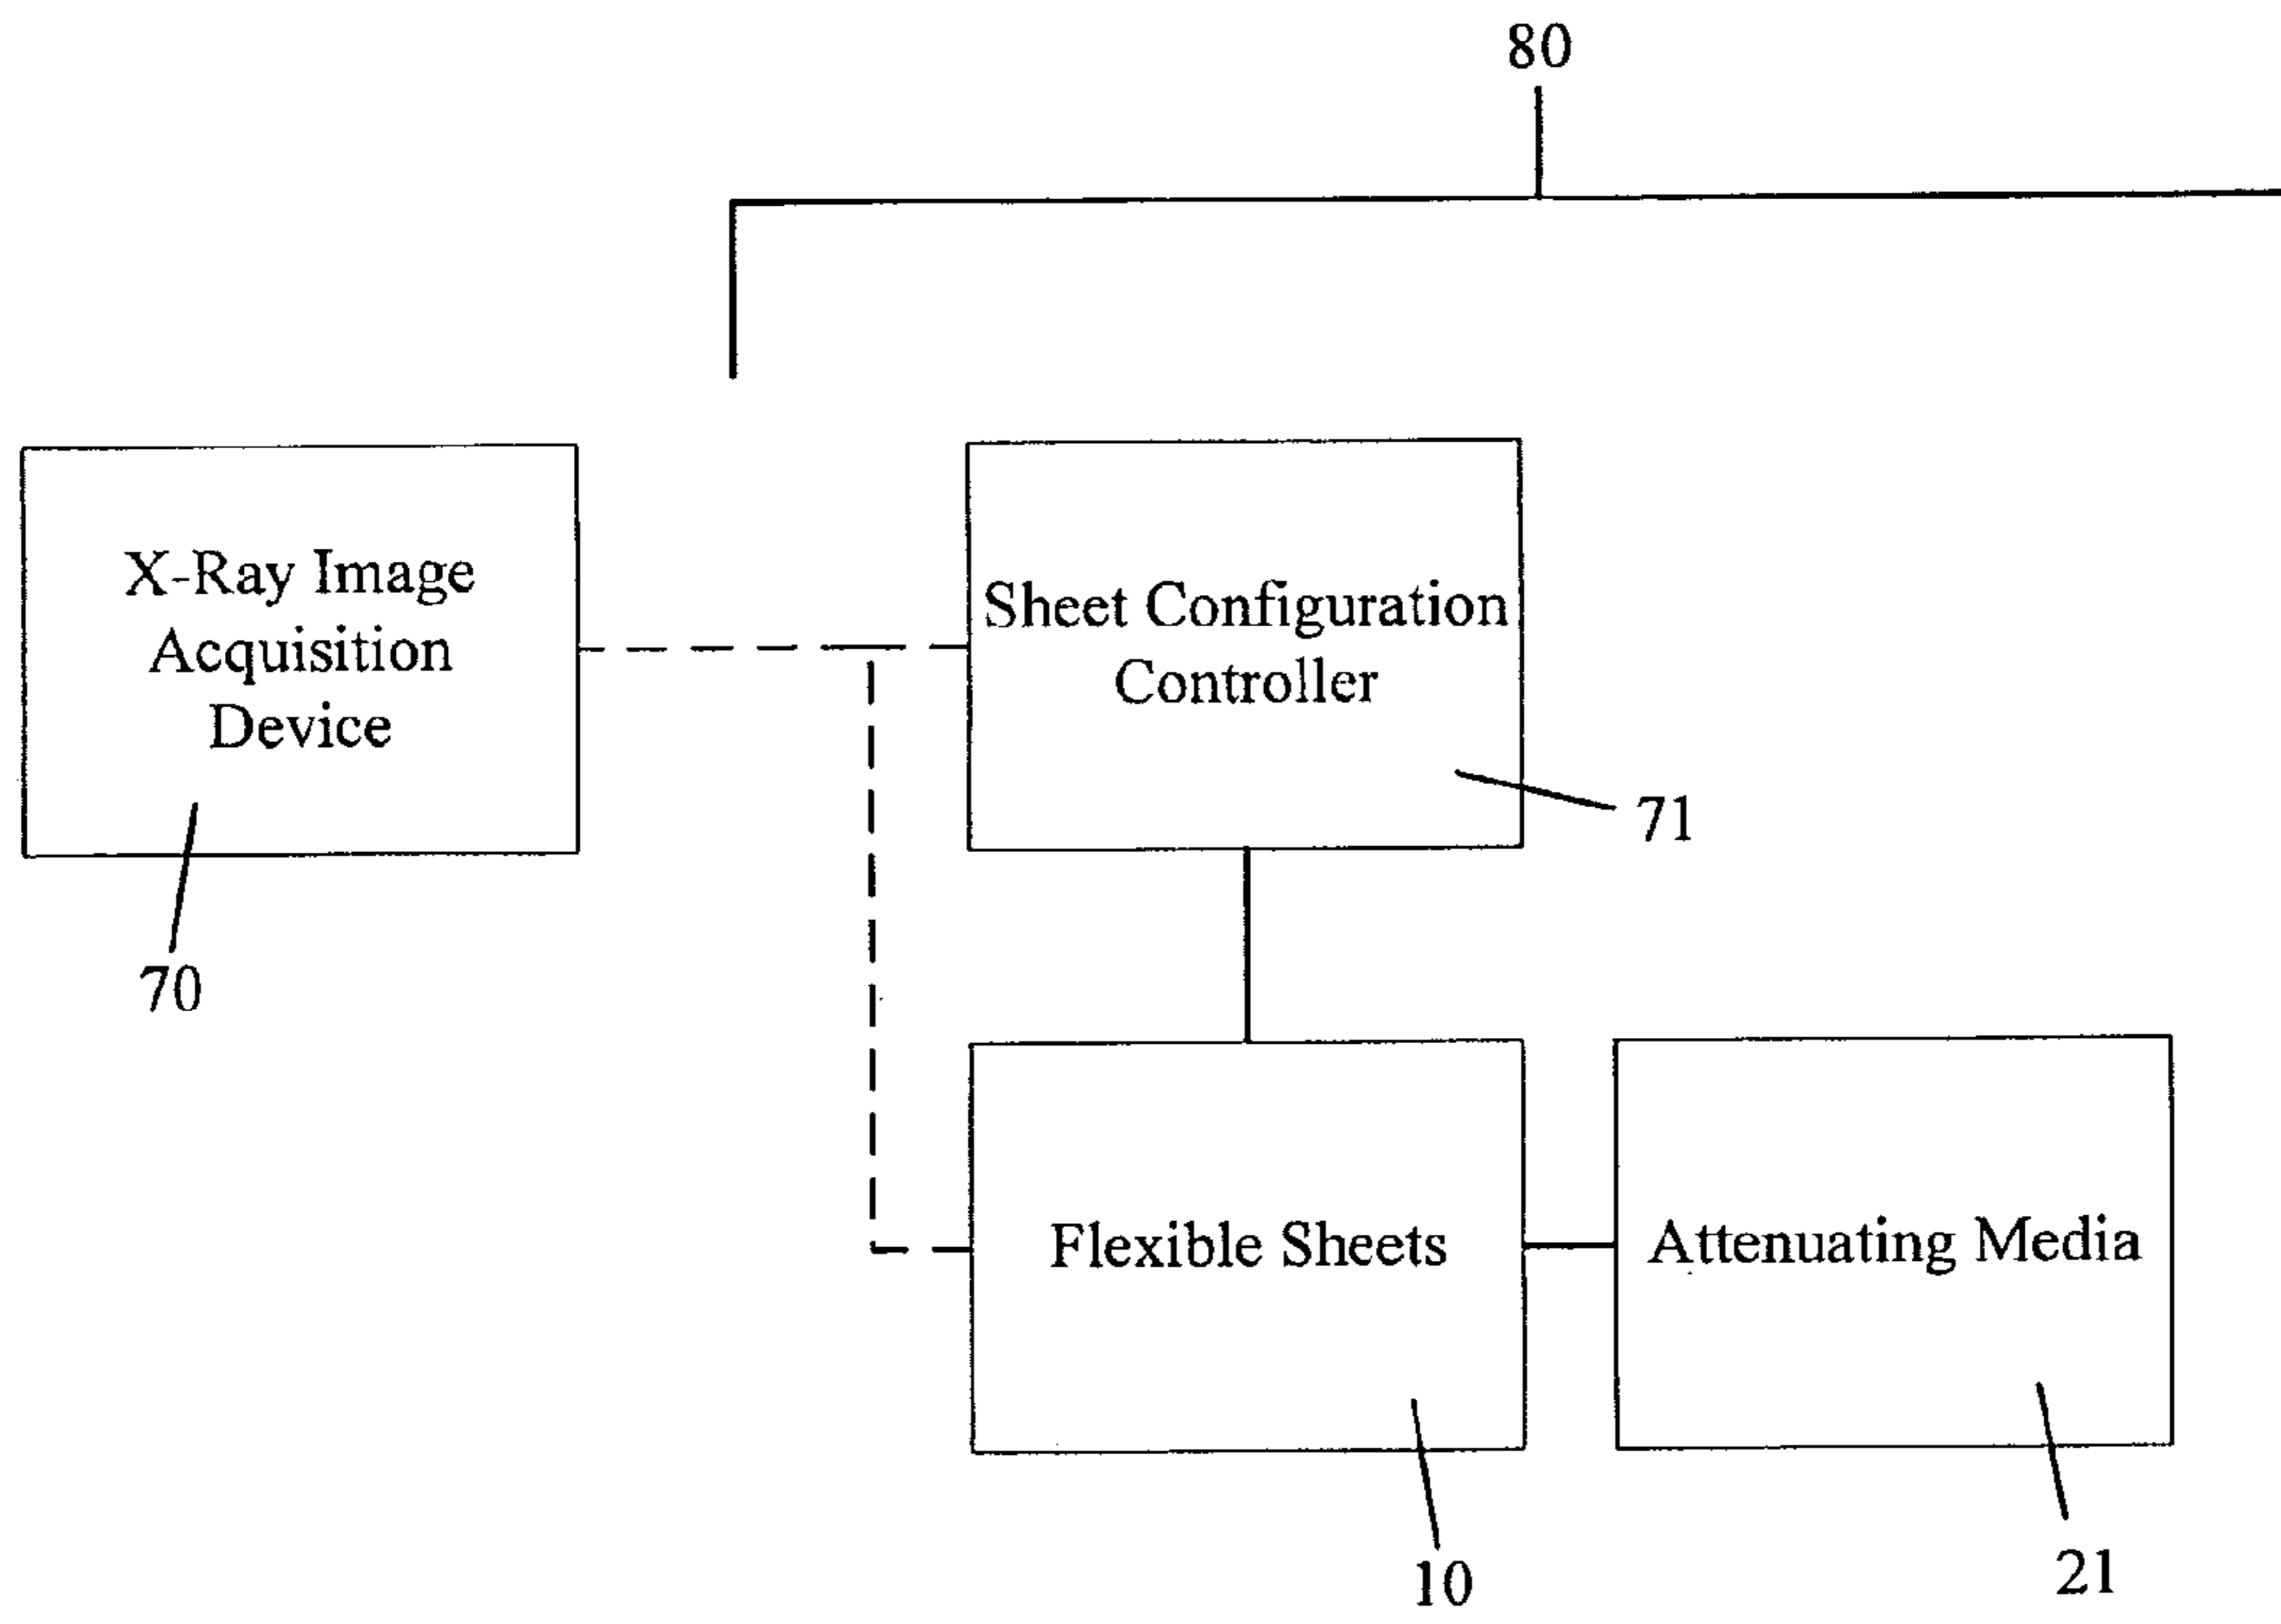 80
X-Ray Image
Acquisition
Device
70
Sheet Configuration
Controller
71
Flexible Sheets
10
Attenuating Media
21